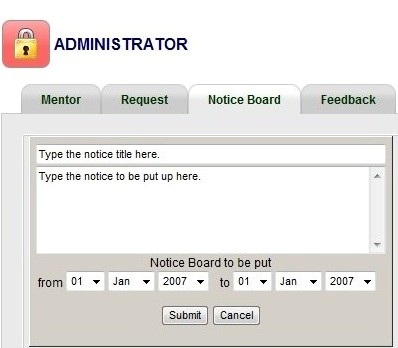 ADMINISTRATOR
Mentor Request Notice Board Feedback
Type the notice title here.
Type the notice to be put up here.
Notice Board to be put
from 01 Jan 2007 to 01 Jan 2007
Submit Cancel